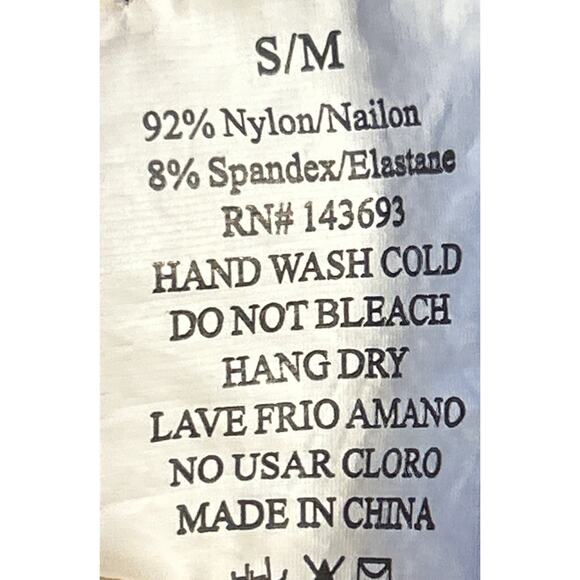 S/M
92% Nylon/Nailon
8% Spandex/Elastane
RN# 143693
HAND WASH COLD
DO NOT BLEACH
HANG DRY
LAVE FRIO AMANO
NO USAR CLORO
MADE IN CHINA